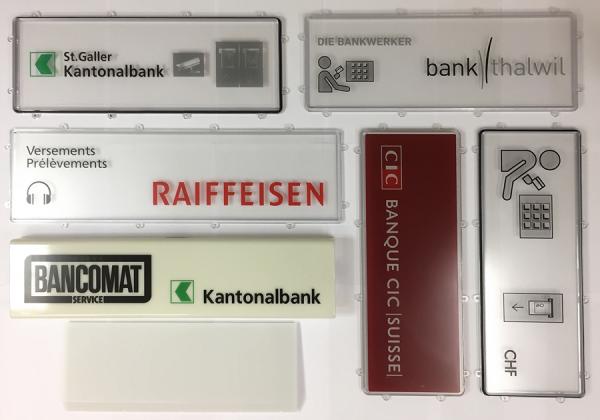 St.Galler
Kantonalbank
DIE BANKWERKER
bank thalwil
Versements
Prélèvements
RAIFFEISEN
CIC BANQUE CIC |SUISSE|
CHF
BANCOMAT
SERVICE
Kantonalbank